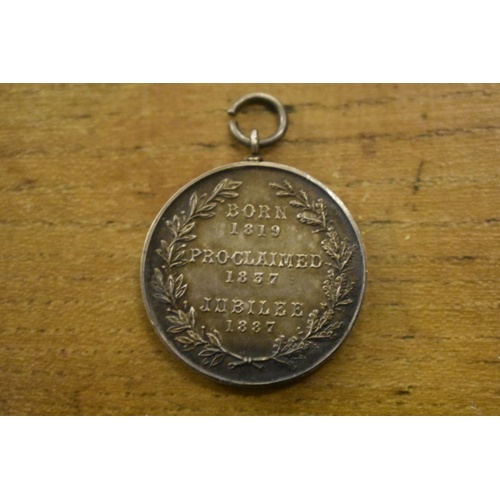 BORN
1819
PROCLAIMED
1837
JUBILEE
1887